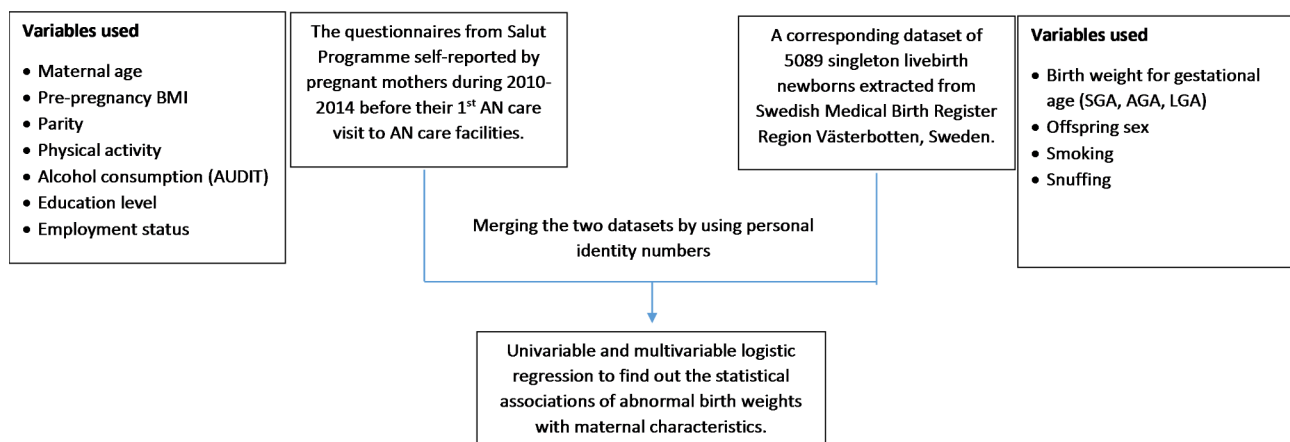 Variables used
• Maternal age
• Pre-pregnancy BMI
• Parity
• Physical activity
• Alcohol consumption (AUDIT)
• Education level
• Employment status
The questionnaires from Salut
Programme self-reported by
pregnant mothers during 2010-
2014 before their 1st AN care
visit to AN care facilities.
A corresponding dataset of
5089 singleton livebirth
newborns extracted from
Swedish Medical Birth Register
Region Västerbotten, Sweden.
Variables used
• Birth weight for gestational
age (SGA, AGA, LGA)
• Offspring sex
• Smoking
• Snuffing
Merging the two datasets by using personal
identity numbers
Univariable and multivariable logistic
regression to find out the statistical
associations of abnormal birth weights
with maternal characteristics.